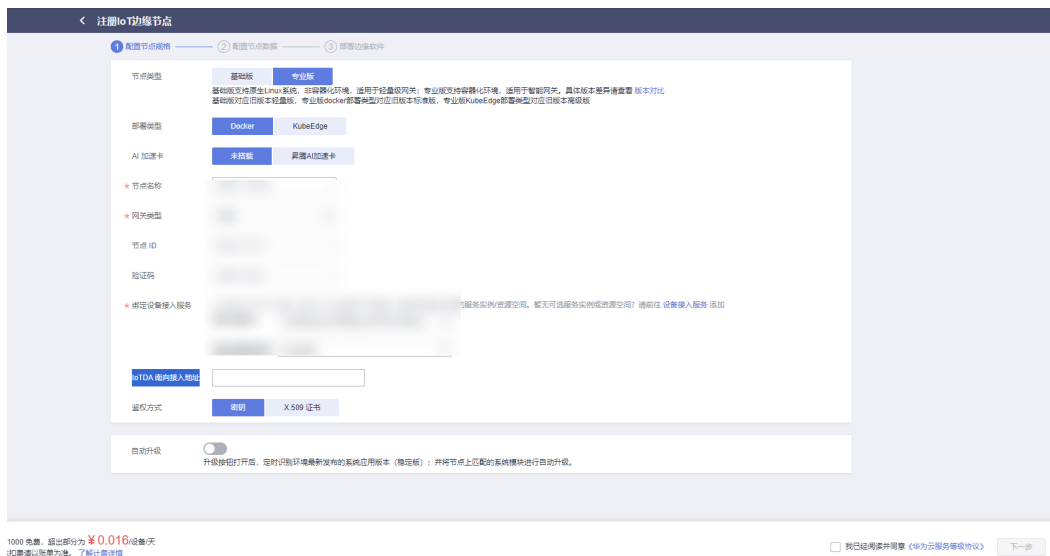 注册IoT边缘节点
1 配置节点规格 2 配置节点数据 3 部署边缘软件
节点类型 基础版 专业版
基础版支持原生Linux系统，非容器化环境，适用于轻量级网关；专业版支持容器化环境，适用于智能网关。具体版本差异请查看 版本对比
基础版对应旧版本轻量版，专业版docker部署类型对应旧版本标准版，专业版KubeEdge部署类型对应旧版本高级版
部署类型 Docker KubeEdge
AI 加速卡 未搭载 昇腾AI加速卡
★ 节点名称
★ 网关类型
节点 ID
验证码
★ 绑定设备接入服务 服务实例/资源空间。暂无可选服务实例或资源空间？请前往 设备接入服务 添加
IoTDA 南向接入地址
鉴权方式 密钥 X.509 证书
自动升级
升级按钮打开后，定时识别环境最新发布的系统应用版本（稳定版）；并将节点上匹配的系统模块进行自动升级。
1000 免费，超出部分为 ¥0.016/设备/天
扣费请以账单为准。 了解计费详情
我已经阅读并同意《华为云服务等级协议》 下一步